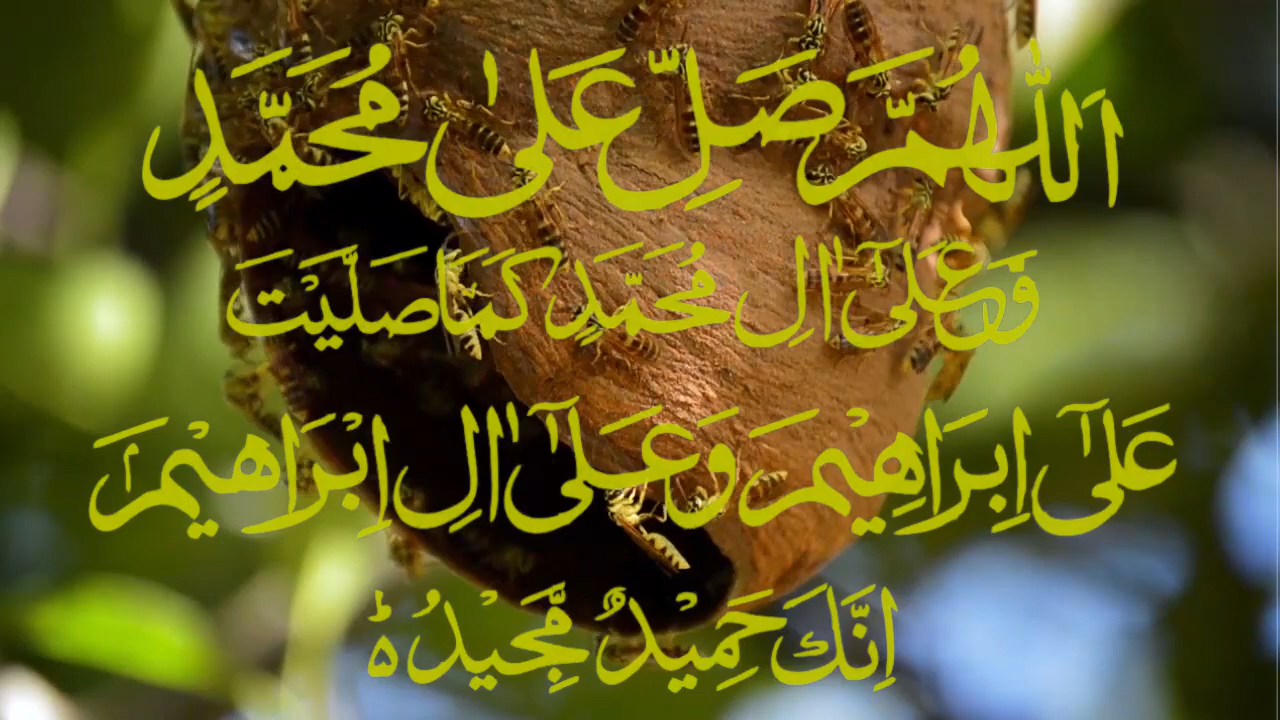 اَللّٰهُمَّ صَلِّ عَلٰى مُحَمَّدٍ
وَّعَلٰٓى اٰلِ مُحَمَّدٍ كَمَا صَلَّيْتَ
عَلٰٓى اِبْرَاهِيْمَ وَعَلٰٓى اٰلِ اِبْرَاهِيْمَ
اِنَّكَ حَمِيْدٌ مَّجِيْدُ ةٌ